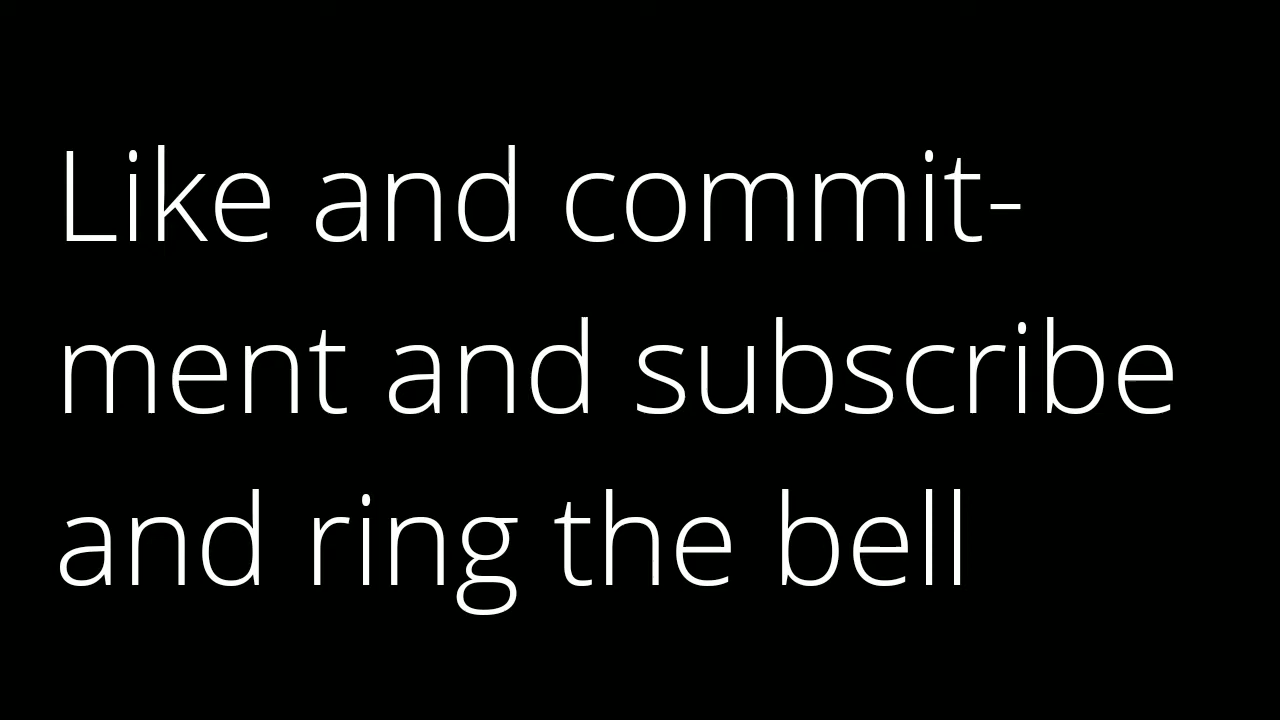 Like and commit-
ment and subscribe
and ring the bell